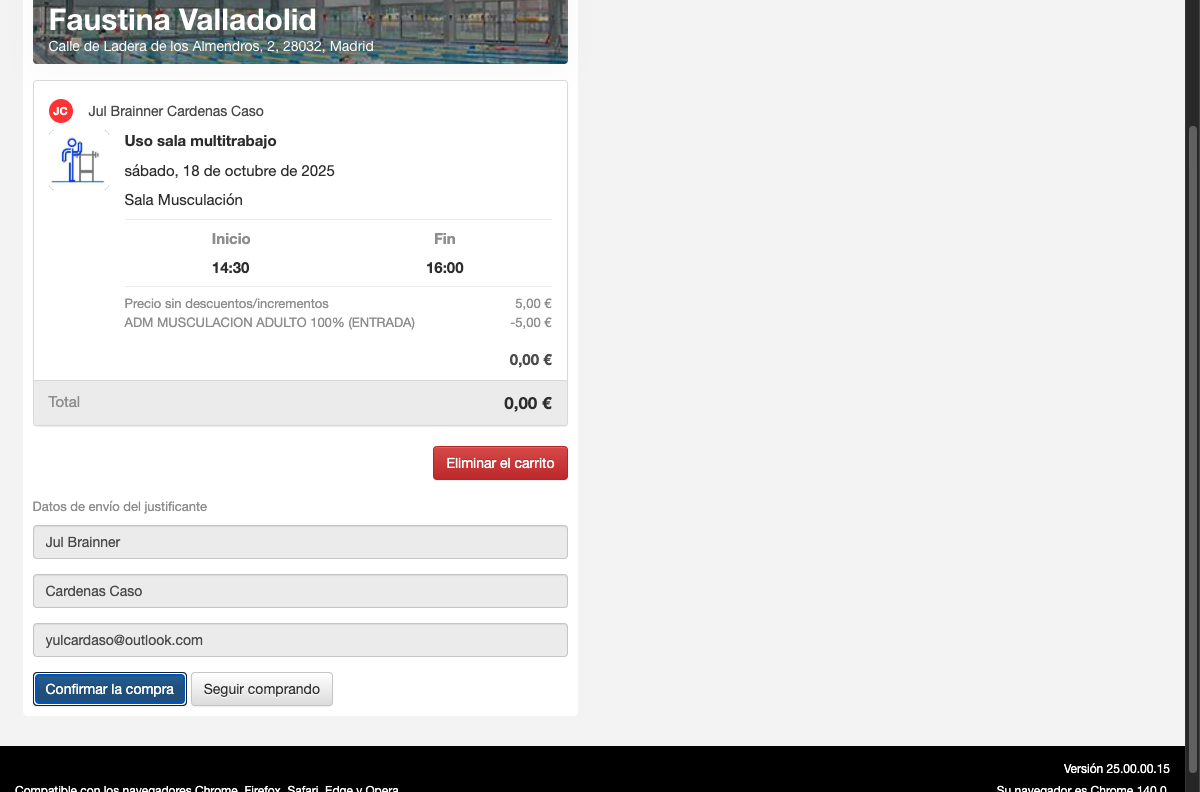 Faustina Valladolid
Calle de Ladera de los Almendros, 2, 28032, Madrid
JC Jul Brainner Cardenas Caso
Uso sala multitrabajo
sábado, 18 de octubre de 2025
Sala Musculación
Inicio Fin
14:30 16:00
Precio sin descuentos/incrementos 5,00 €
ADM MUSCULACION ADULTO 100% (ENTRADA) -5,00 €
0,00 €
Total 0,00 €
Eliminar el carrito
Datos de envío del justificante
Jul Brainner
Cardenas Caso
yulcardaso@outlook.com
Confirmar la compra Seguir comprando
Versión 25.00.00.15
Compatible con los navegadores Chrome, Firefox, Safari, Edge y Opera Su navegador es Chrome 140.0